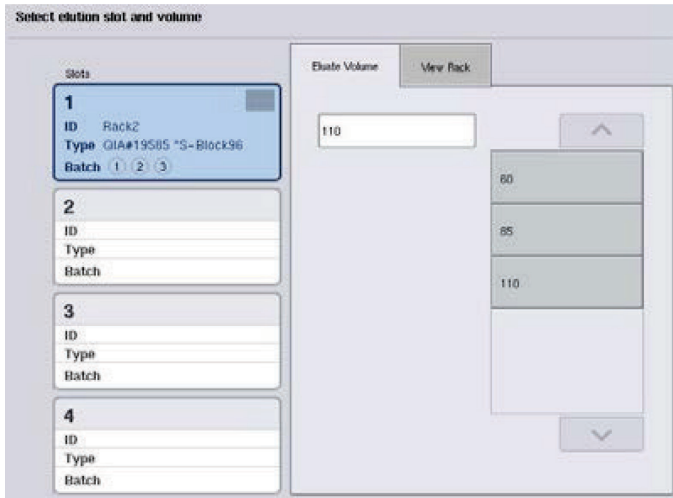 Select elution slot and volume
Slots
1
ID Rack2
Type QIA#19585 *S-Block96
Batch 1 2 3
2
ID
Type
Batch
3
ID
Type
Batch
4
ID
Type
Batch
Eluate Volume
View Rack
110
60
85
110